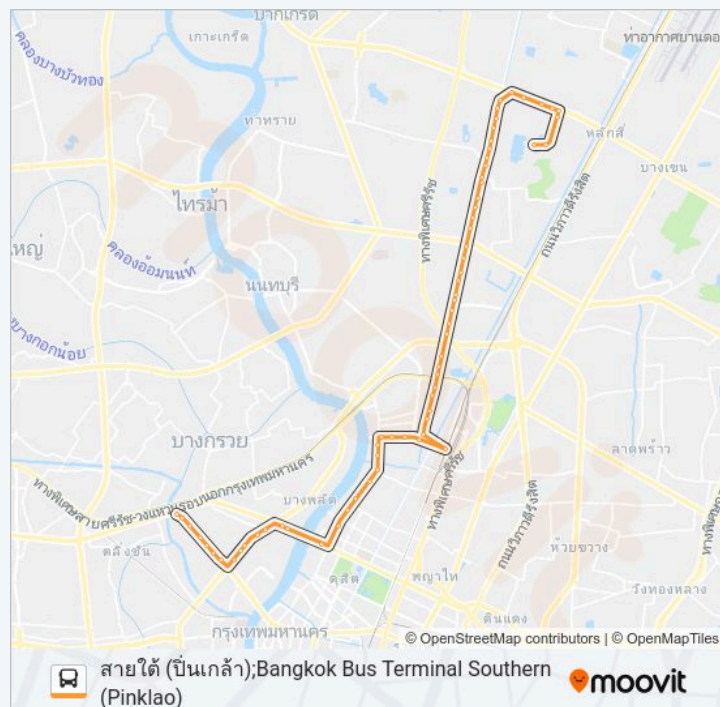 ปากเกร็ด
เกาะเกร็ด
ท่าอากาศยานดอ
คลองบางบัวทอง
ท่าทราย
หลักสี่
บางเขน
ไทรม้า
ทางพิเศษศรีรัช
ถนนวิภาวดีรังสิต
ใหญ่
คลองอ้อมนนท์
นนทบุรี
บางกอกน้อย
บางกรวย
ลาดพร้าว
ทางพิเศษสายศรีรัช-วงแหวนรอบนอกกรุงเทพมหานคร
บางพลัด
ทางพิเศษศรีรัช
ถนนวิภาวดีรังสิต
ทางพิเศษฉ
ตลิ่งชัน
ห้วยขวาง
ดุสิต
พญาไท
วังทองหลาง
ดินแดง
กรุงเทพมหานคร
© OpenStreetMap contributors | © OpenMapTiles
สายใต้ (ปิ่นเกล้า);Bangkok Bus Terminal Southern
(Pinklao)
moovit